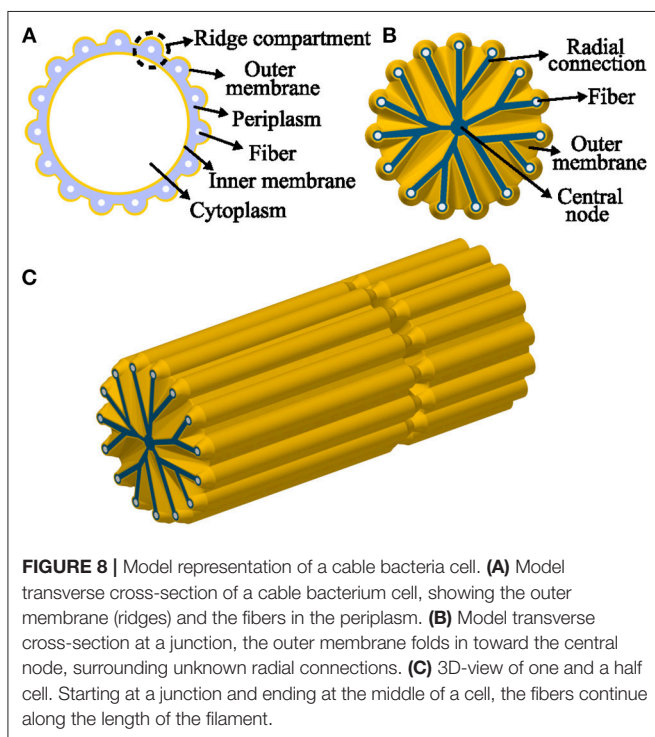 A
Ridge compartment
Outer
membrane
Periplasm
Fiber
Inner membrane
Cytoplasm
B
Radial
connection
Fiber
Outer
membrane
Central
node
C
FIGURE 8 | Model representation of a cable bacteria cell. (A) Model
transverse cross-section of a cable bacterium cell, showing the outer
membrane (ridges) and the fibers in the periplasm. (B) Model transverse
cross-section at a junction, the outer membrane folds in toward the central
node, surrounding unknown radial connections. (C) 3D-view of one and a half
cell. Starting at a junction and ending at the middle of a cell, the fibers continue
along the length of the filament.